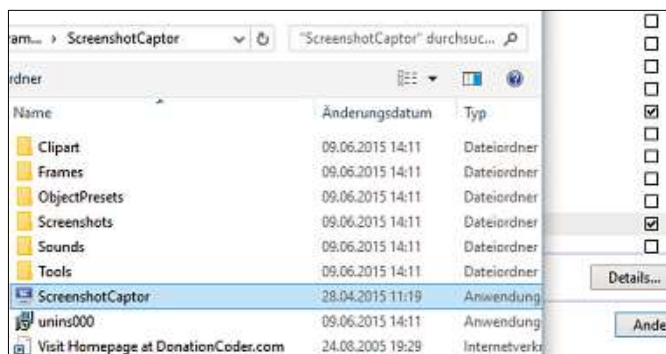 ram... › ScreenshotCaptor "ScreenshotCaptor" durchsuc...
rdner
Name Änderungsdatum Typ
Clipart 09.06.2015 14:11 Dateiordner
Frames 09.06.2015 14:11 Dateiordner
ObjectPresets 09.06.2015 14:11 Dateiordner
Screenshots 09.06.2015 14:11 Dateiordner
Sounds 09.06.2015 14:11 Dateiordner
Tools 09.06.2015 14:11 Dateiordner
Details...
ScreenshotCaptor 28.04.2015 11:19 Anwendung
unins000 09.06.2015 14:11 Anwendung
Ande
Visit Homepage at DonationCoder.com 24.08.2005 19:29 Internetverk